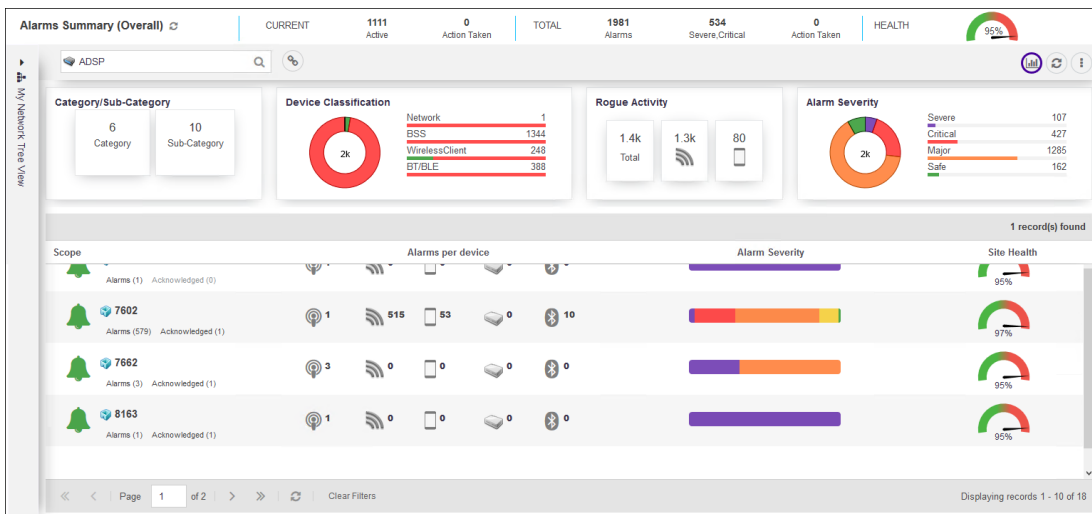 Alarms Summary (Overall)
CURRENT 1111 0 TOTAL 1981 534 0 HEALTH
Active Action Taken Alarms Severe,Critical Action Taken 95%
ADSP
My Network Tree View
Category/Sub-Category
6 10
Category Sub-Category
Device Classification
2k
Network 1
BSS 1344
WirelessClient 248
BT/BLE 388
Rogue Activity
1.4k 1.3k 80
Total
Alarm Severity
2k
Severe 107
Critical 427
Major 1285
Safe 162
1 record(s) found
Scope Alarms per device Alarm Severity Site Health
Alarms (1) Acknowledged (0) 95%
7602 1 515 53 0 10
Alarms (579) Acknowledged (1) 97%
7662 3 0 0 0 0
Alarms (3) Acknowledged (1) 95%
8163 1 0 0 0 0
Alarms (1) Acknowledged (1) 95%
Page 1 of 2 Clear Filters Displaying records 1 - 10 of 18